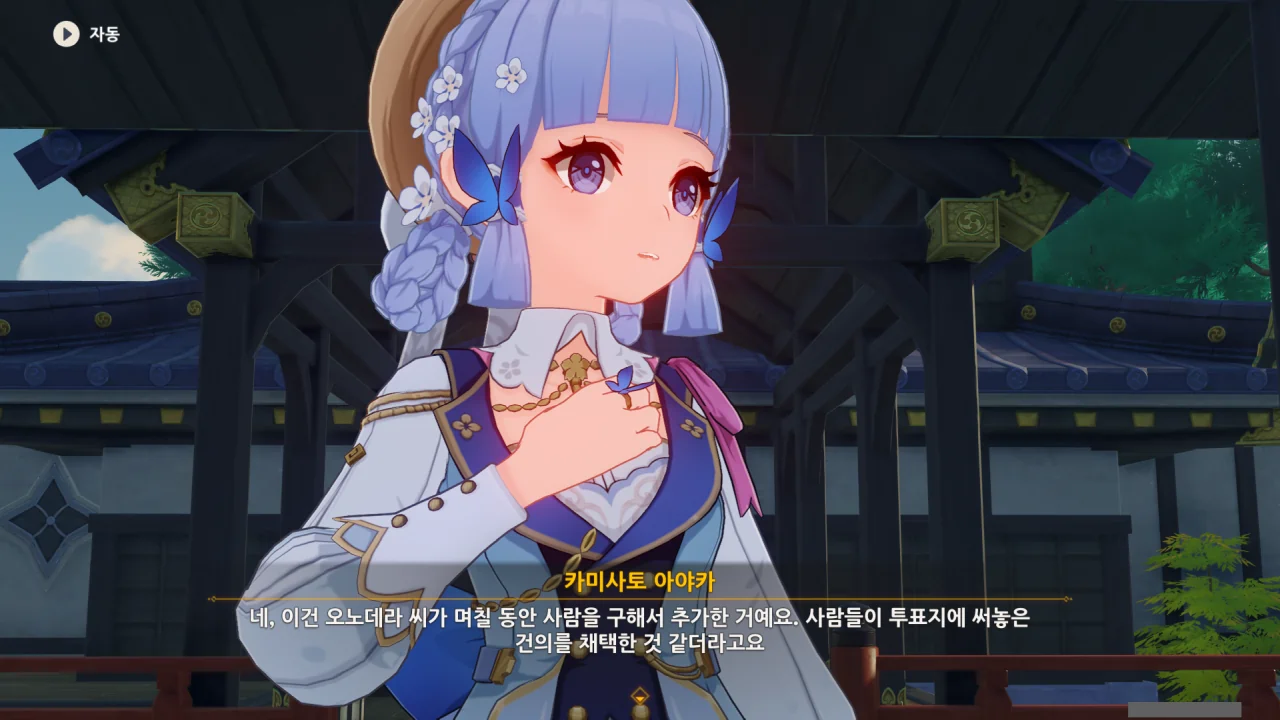 자동
카미사토 아야카
네, 이건 오노데라 씨가 며칠 동안 사람을 구해서 추가한 거예요. 사람들이 투표지에 써놓은
건의를 채택한 것 같더라고요